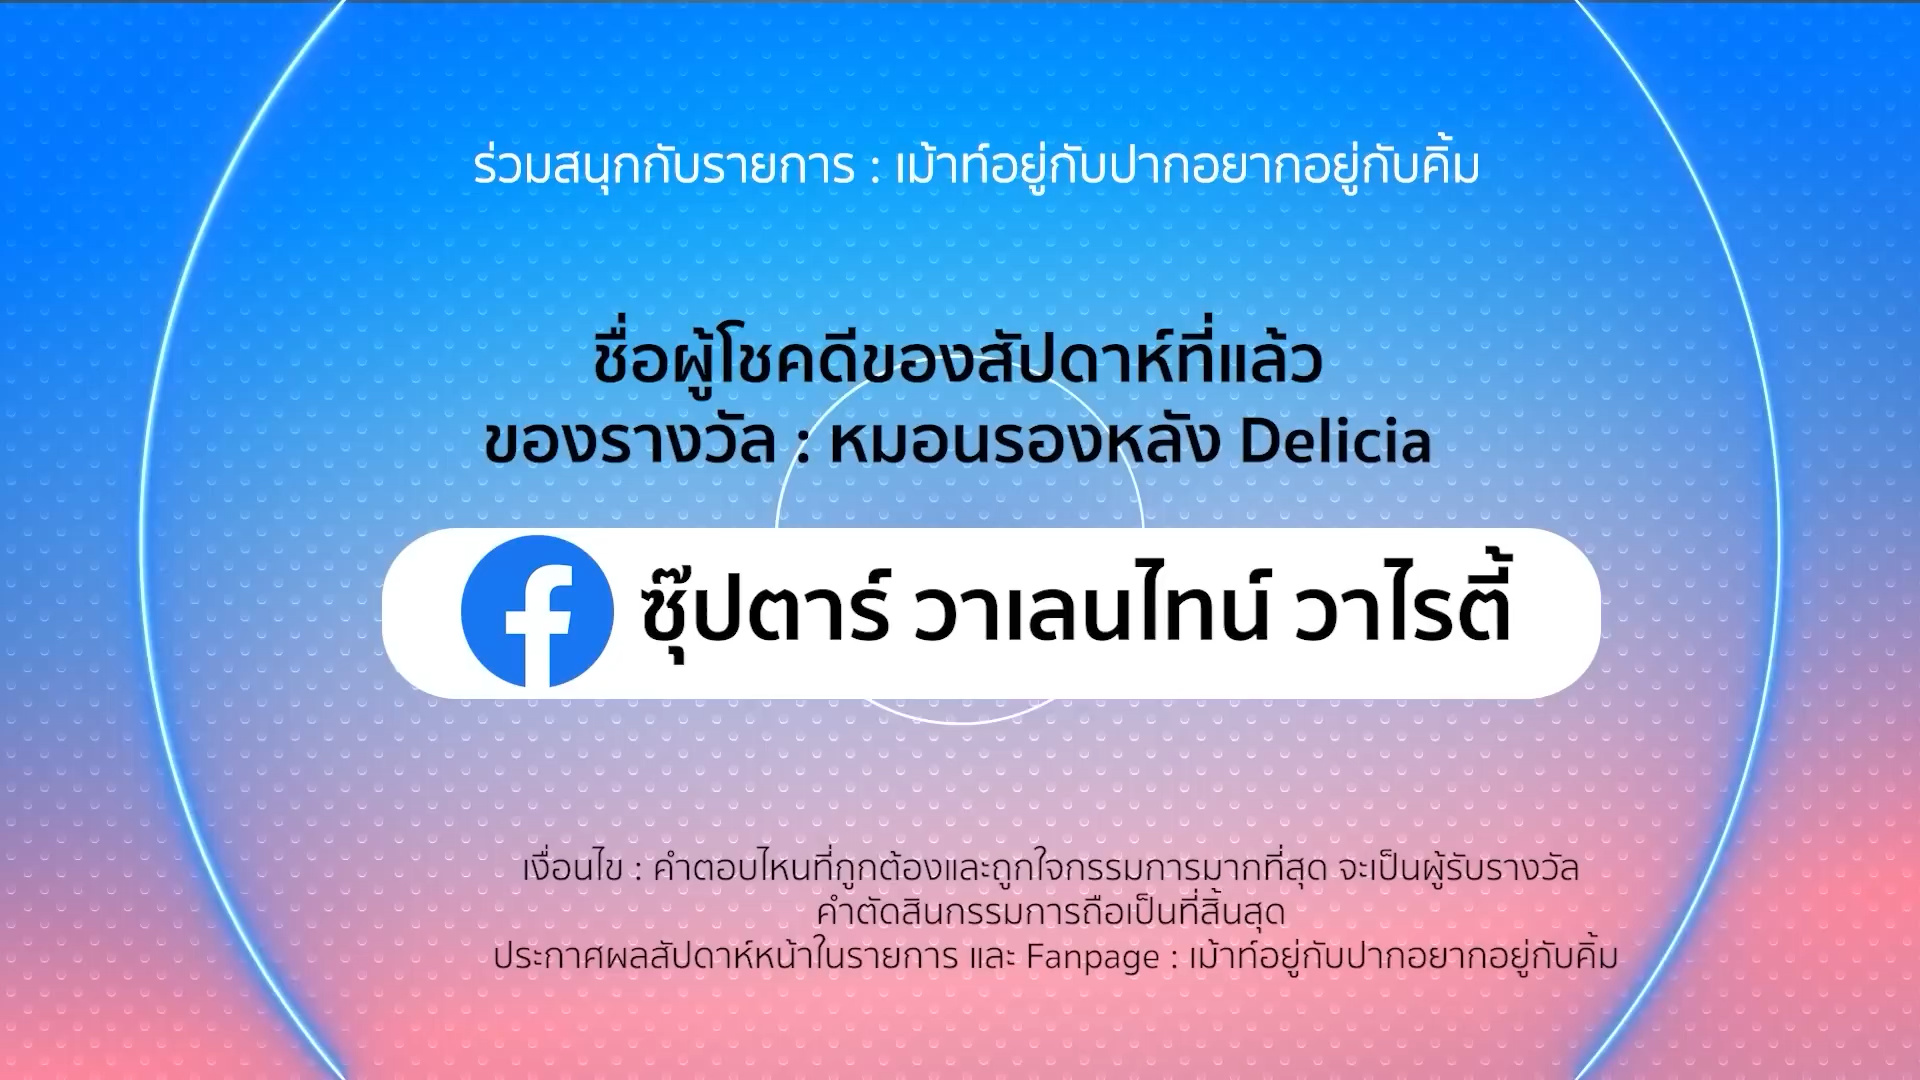 ร่วมสนุกกับรายการ : เม้าท์อยู่กับปากอยากอยู่กับคิ้ม
ชื่อผู้โชคดีของสัปดาห์ที่แล้ว
ของรางวัล : หมอนรองหลัง Delicia
ซุ๊ปตาร์ วาเลนไทน์ วาไรตี้
เงื่อนไข : คำตอบไหนที่ถูกต้องและถูกใจกรรมการมากที่สุด จะเป็นผู้รับรางวัล
คำตัดสินกรรมการถือเป็นที่สิ้นสุด
ประกาศผลสัปดาห์หน้าในรายการ และ Fanpage : เม้าท์อยู่กับปากอยากอยู่กับคิ้ม